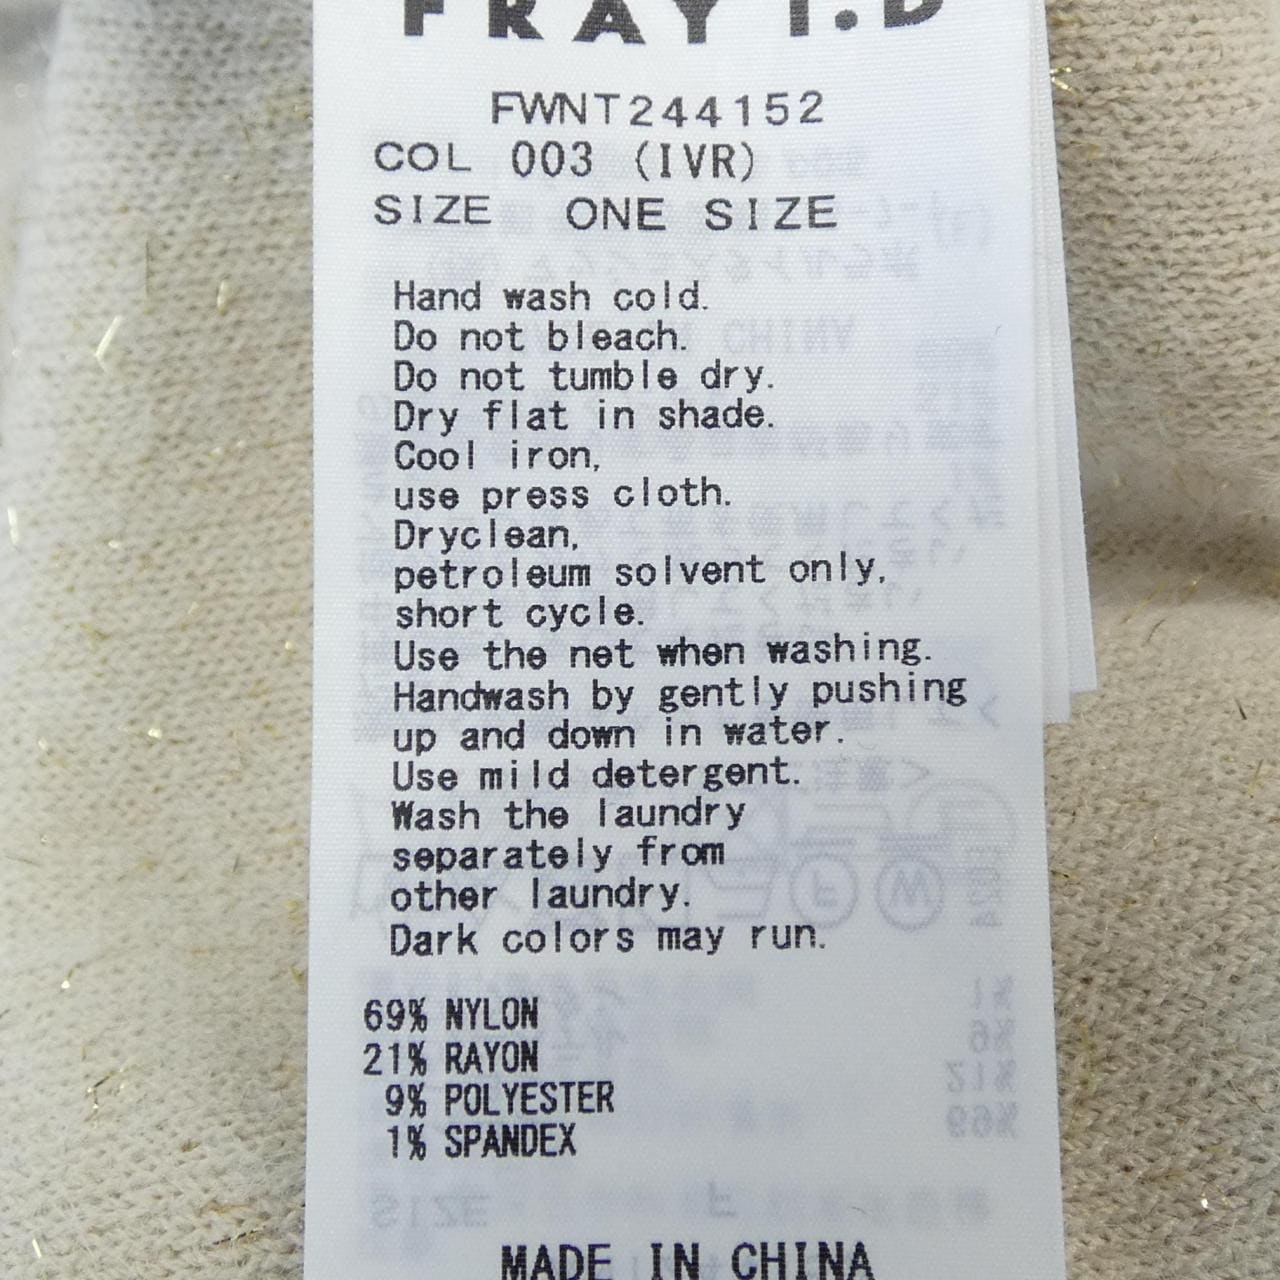 FRAY I.D
FWNT244152
COL 003 (IVR)
SIZE ONE SIZE
Hand wash cold.
Do not bleach.
Do not tumble dry.
Dry flat in shade.
Cool iron,
use press cloth.
Dryclean,
petroleum solvent only,
short cycle.
Use the net when washing.
Handwash by gently pushing
up and down in water.
Use mild detergent.
Wash the laundry
separately from
other laundry.
Dark colors may run.
69% NYLON
21% RAYON
9% POLYESTER
1% SPANDEX
MADE IN CHINA